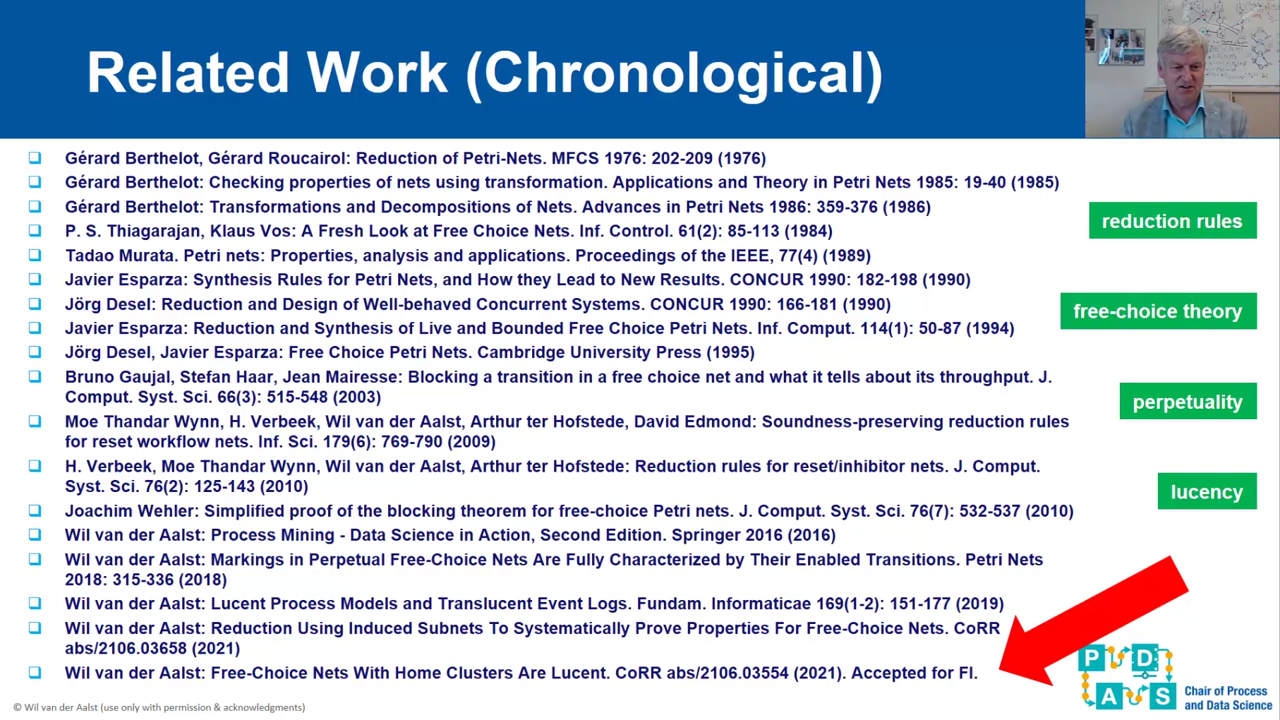 Related Work (Chronological)
Gérard Berthelot, Gérard Roucairol: Reduction of Petri-Nets. MFCS 1976: 202-209 (1976)
Gérard Berthelot: Checking properties of nets using transformation. Applications and Theory in Petri Nets 1985: 19-40 (1985)
Gérard Berthelot: Transformations and Decompositions of Nets. Advances in Petri Nets 1986: 359-376 (1986)
P. S. Thiagarajan, Klaus Vos: A Fresh Look at Free Choice Nets. Inf. Control. 61(2): 85-113 (1984)
Tadao Murata. Petri nets: Properties, analysis and applications. Proceedings of the IEEE, 77(4) (1989)
Javier Esparza: Synthesis Rules for Petri Nets, and How they Lead to New Results. CONCUR 1990: 182-198 (1990)
Jörg Desel: Reduction and Design of Well-behaved Concurrent Systems. CONCUR 1990: 166-181 (1990)
Javier Esparza: Reduction and Synthesis of Live and Bounded Free Choice Petri Nets. Inf. Comput. 114(1): 50-87 (1994)
Jörg Desel, Javier Esparza: Free Choice Petri Nets. Cambridge University Press (1995)
Bruno Gaujal, Stefan Haar, Jean Mairesse: Blocking a transition in a free choice net and what it tells about its throughput. J.
Comput. Syst. Sci. 66(3): 515-548 (2003)
Moe Thandar Wynn, H. Verbeek, Wil van der Aalst, Arthur ter Hofstede, David Edmond: Soundness-preserving reduction rules
for reset workflow nets. Inf. Sci. 179(6): 769-790 (2009)
H. Verbeek, Moe Thandar Wynn, Wil van der Aalst, Arthur ter Hofstede: Reduction rules for reset/inhibitor nets. J. Comput.
Syst. Sci. 76(2): 125-143 (2010)
Joachim Wehler: Simplified proof of the blocking theorem for free-choice Petri nets. J. Comput. Syst. Sci. 76(7): 532-537 (2010)
Wil van der Aalst: Process Mining - Data Science in Action, Second Edition. Springer 2016 (2016)
Wil van der Aalst: Markings in Perpetual Free-Choice Nets Are Fully Characterized by Their Enabled Transitions. Petri Nets
2018: 315-336 (2018)
Wil van der Aalst: Lucent Process Models and Translucent Event Logs. Fundam. Informaticae 169(1-2): 151-177 (2019)
Wil van der Aalst: Reduction Using Induced Subnets To Systematically Prove Properties For Free-Choice Nets. CoRR
abs/2106.03658 (2021)
Wil van der Aalst: Free-Choice Nets With Home Clusters Are Lucent. CoRR abs/2106.03554 (2021). Accepted for FI.
reduction rules
free-choice theory
perpetuality
lucency
P D
A S
Chair of Process
and Data Science
© Wil van der Aalst (use only with permission & acknowledgments)